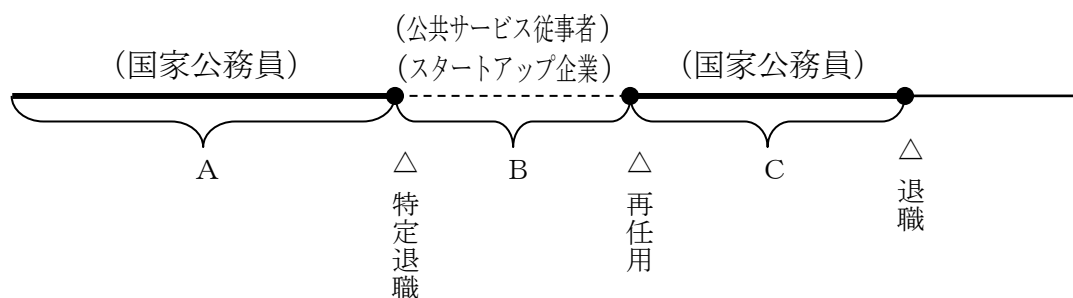 (公共サービス従事者)
(国家公務員)
(スタートアップ企業)
(国家公務員)
A
B
C
△特定退職
△再任用
△退職